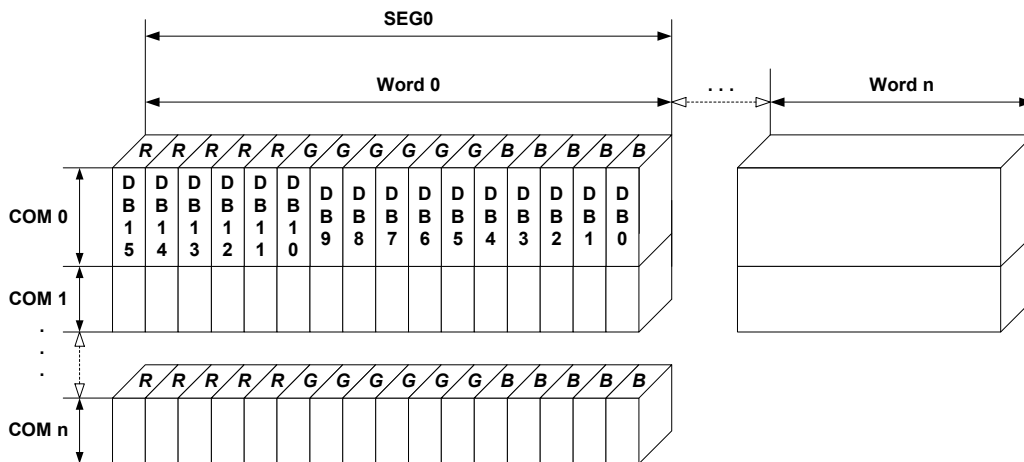 SEG0
Word 0
. . .
Word n
R R R R R G G G G G G B B B B B
COM 0
DB15 DB14 DB13 DB12 DB11 DB10 DB9 DB8 DB7 DB6 DB5 DB4 DB3 DB2 DB1 DB0
COM 1
. . .
R R R R R G G G G G G B B B B B
COM n